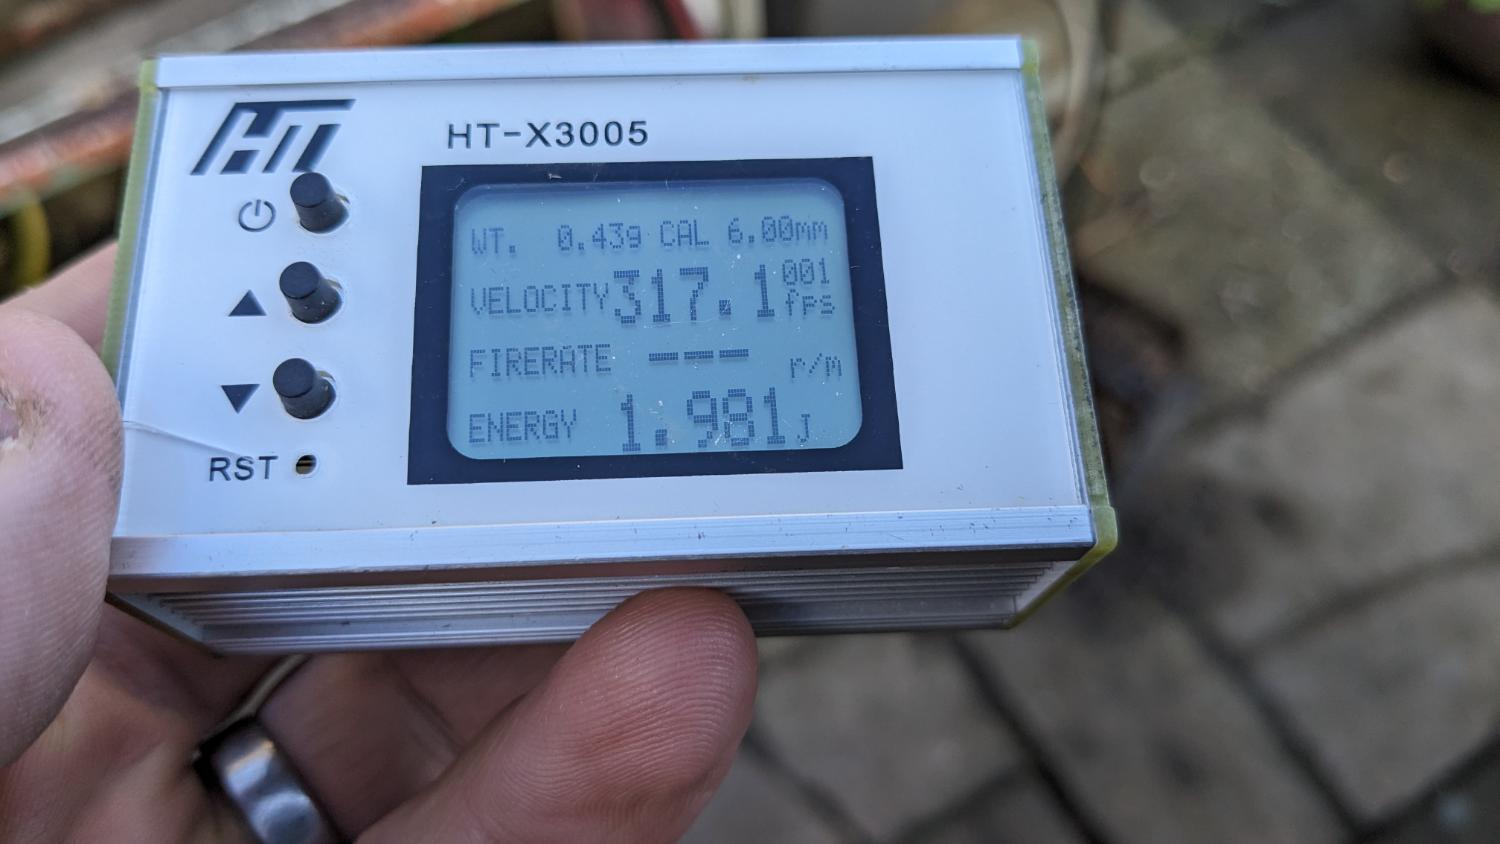 HT
HT-X3005
WT. 0.43g CAL 6.00mm
VELOCITY 317.1 001 fps
FIRERATE --- r/m
ENERGY 1.981 J
RST